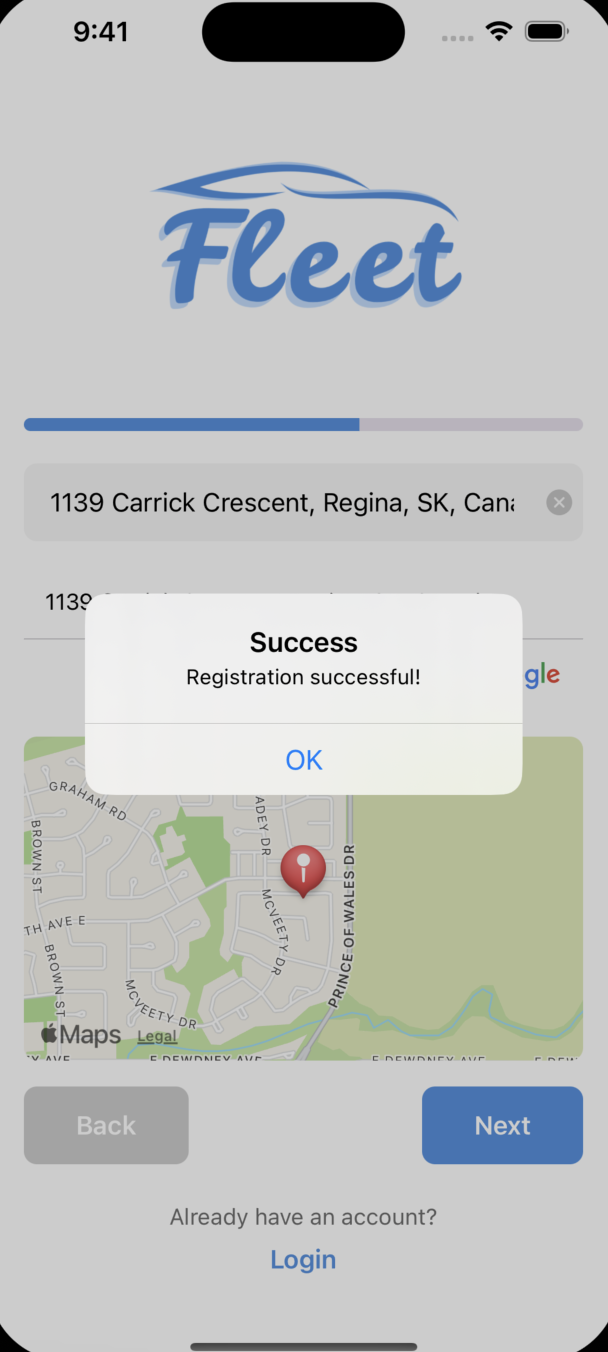 9:41
Fleet
1139 Carrick Crescent, Regina, SK, Cana
1139
Success
Registration successful!
gle
OK
GRAHAM RD
ADEY DR
BROWN ST
PRINCE OF WALES DR
MCVEETY DR
TH AVE E
BROWN ST
MCVEETY DR
Maps
Legal
Y AVE
E DEWDNEY AVE
E DEWDNEY AVE
E DEW
Back
Next
Already have an account?
Login